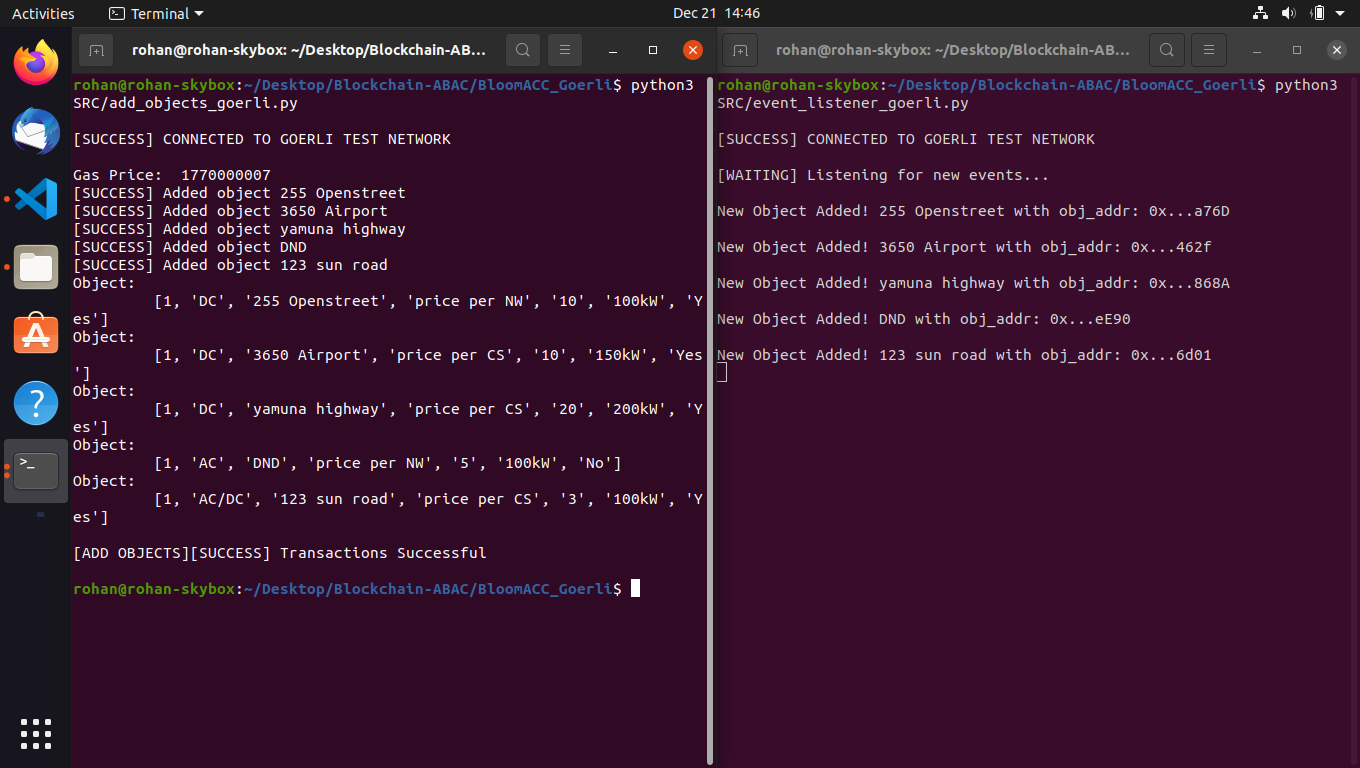 Activities
Terminal
Dec 21 14:46
rohan@rohan-skybox: ~/Desktop/Blockchain-AB...
rohan@rohan-skybox:~/Desktop/Blockchain-ABAC/BloomACC_Goerli$ python3
SRC/add_objects_goerli.py
[SUCCESS] CONNECTED TO GOERLI TEST NETWORK
Gas Price:  1770000007
[SUCCESS] Added object 255 Openstreet
[SUCCESS] Added object 3650 Airport
[SUCCESS] Added object yamuna highway
[SUCCESS] Added object DND
[SUCCESS] Added object 123 sun road
Object:
[1, 'DC', '255 Openstreet', 'price per NW', '10', '100kW', 'Y
es']
Object:
[1, 'DC', '3650 Airport', 'price per CS', '10', '150kW', 'Yes
']
Object:
[1, 'DC', 'yamuna highway', 'price per CS', '20', '200kW', 'Y
es']
Object:
[1, 'AC', 'DND', 'price per NW', '5', '100kW', 'No']
Object:
[1, 'AC/DC', '123 sun road', 'price per CS', '3', '100kW', 'Y
es']
[ADD OBJECTS][SUCCESS] Transactions Successful
rohan@rohan-skybox:~/Desktop/Blockchain-ABAC/BloomACC_Goerli$
rohan@rohan-skybox: ~/Desktop/Blockchain-AB...
rohan@rohan-skybox:~/Desktop/Blockchain-ABAC/BloomACC_Goerli$ python3
SRC/event_listener_goerli.py
[SUCCESS] CONNECTED TO GOERLI TEST NETWORK
[WAITING] Listening for new events...
New Object Added! 255 Openstreet with obj_addr: 0x...a76D
New Object Added! 3650 Airport with obj_addr: 0x...462f
New Object Added! yamuna highway with obj_addr: 0x...868A
New Object Added! DND with obj_addr: 0x...eE90
New Object Added! 123 sun road with obj_addr: 0x...6d01